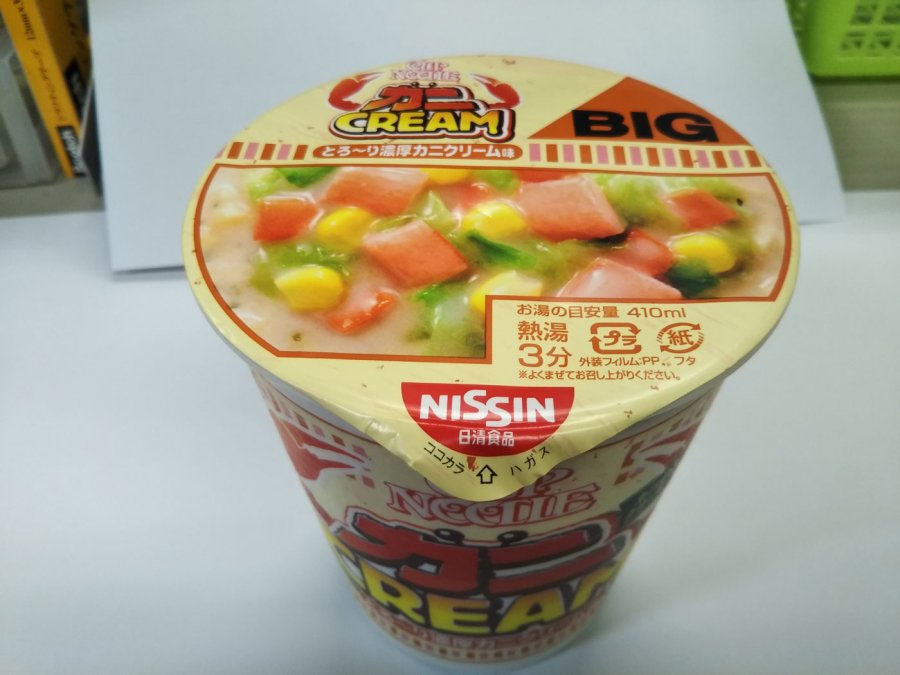 CUP
NOODLE
カニ
CREAM
BIG
とろ〜り濃厚カニクリーム味
お湯の目安量 410ml
熱湯
3分
プラ
紙
外装フィルム:PP フタ
※よくまぜてお召し上がりください。
NISSIN
日清食品
ココカラ ハガス
NOODLE
カニ
CREAM